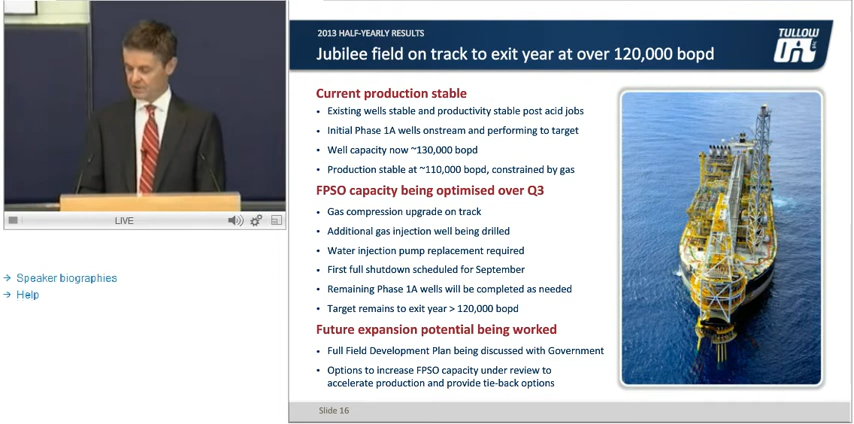 LIVE
→ Speaker biographies
→ Help
2013 HALF-YEARLY RESULTS
Jubilee field on track to exit year at over 120,000 bopd
TULLOW
Oil
plc
Current production stable
• Existing wells stable and productivity stable post acid jobs
• Initial Phase 1A wells onstream and performing to target
• Well capacity now ~130,000 bopd
• Production stable at ~110,000 bopd, constrained by gas
FPSO capacity being optimised over Q3
• Gas compression upgrade on track
• Additional gas injection well being drilled
• Water injection pump replacement required
• First full shutdown scheduled for September
• Remaining Phase 1A wells will be completed as needed
• Target remains to exit year > 120,000 bopd
Future expansion potential being worked
• Full Field Development Plan being discussed with Government
• Options to increase FPSO capacity under review to
accelerate production and provide tie-back options
Slide 16